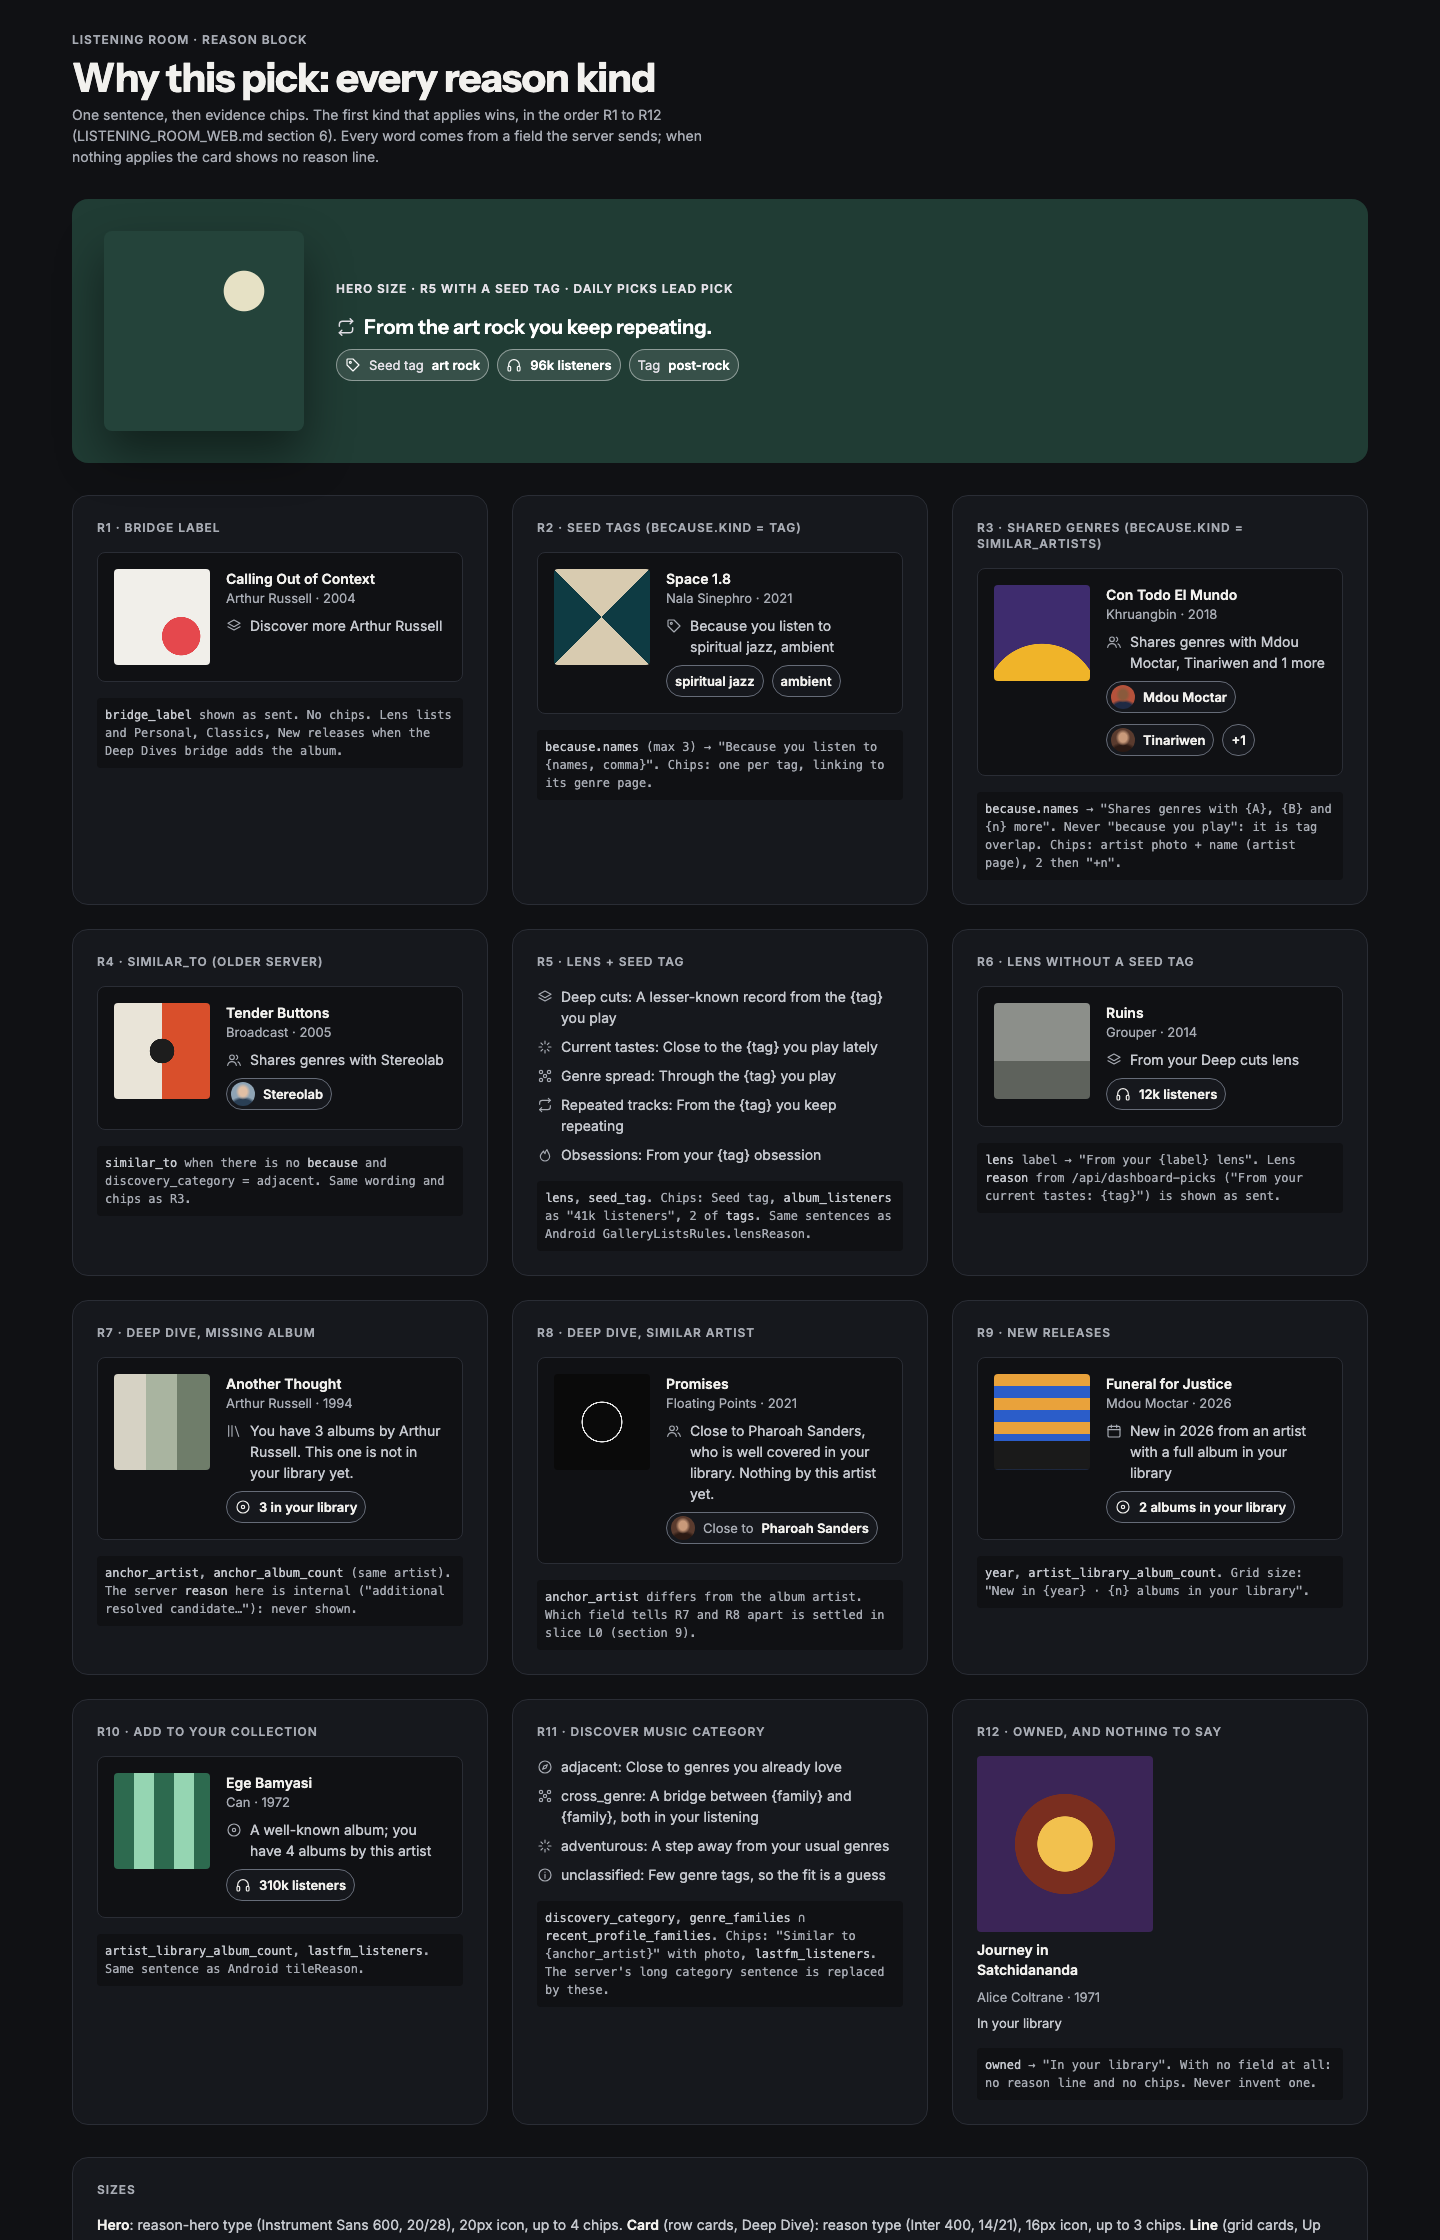 LISTENING ROOM · REASON BLOCK
Why this pick: every reason kind
One sentence, then evidence chips. The first kind that applies wins, in the order R1 to R12
(LISTENING_ROOM_WEB.md section 6). Every word comes from a field the server sends; when
nothing applies the card shows no reason line.
HERO SIZE · R5 WITH A SEED TAG · DAILY PICKS LEAD PICK
From the art rock you keep repeating.
Seed tag art rock
96k listeners
Tag post-rock
R1 · BRIDGE LABEL
Calling Out of Context
Arthur Russell · 2004
Discover more Arthur Russell
bridge_label shown as sent. No chips. Lens lists
and Personal, Classics, New releases when the
Deep Dives bridge adds the album.
R2 · SEED TAGS (BECAUSE.KIND = TAG)
Space 1.8
Nala Sinephro · 2021
Because you listen to
spiritual jazz, ambient
spiritual jazz
ambient
because.names (max 3) → "Because you listen to
{names, comma}". Chips: one per tag, linking to
its genre page.
R3 · SHARED GENRES (BECAUSE.KIND =
SIMILAR_ARTISTS)
Con Todo El Mundo
Khruangbin · 2018
Shares genres with Mdou
Moctar, Tinariwen and 1 more
Mdou Moctar
Tinariwen
+1
because.names → "Shares genres with {A}, {B} and
{n} more". Never "because you play": it is tag
overlap. Chips: artist photo + name (artist
page), 2 then "+n".
R4 · SIMILAR_TO (OLDER SERVER)
Tender Buttons
Broadcast · 2005
Shares genres with Stereolab
Stereolab
similar_to when there is no because and
discovery_category = adjacent. Same wording and
chips as R3.
R5 · LENS + SEED TAG
Deep cuts: A lesser-known record from the {tag}
you play
Current tastes: Close to the {tag} you play lately
Genre spread: Through the {tag} you play
Repeated tracks: From the {tag} you keep
repeating
Obsessions: From your {tag} obsession
lens, seed_tag. Chips: Seed tag, album_listeners
as "41k listeners", 2 of tags. Same sentences as
Android GalleryListsRules.lensReason.
R6 · LENS WITHOUT A SEED TAG
Ruins
Grouper · 2014
From your Deep cuts lens
12k listeners
lens label → "From your {label} lens". Lens
reason from /api/dashboard-picks ("From your
current tastes: {tag}") is shown as sent.
R7 · DEEP DIVE, MISSING ALBUM
Another Thought
Arthur Russell · 1994
You have 3 albums by Arthur
Russell. This one is not in
your library yet.
3 in your library
anchor_artist, anchor_album_count (same artist).
The server reason here is internal ("additional
resolved candidate…"): never shown.
R8 · DEEP DIVE, SIMILAR ARTIST
Promises
Floating Points · 2021
Close to Pharoah Sanders,
who is well covered in your
library. Nothing by this artist
yet.
Close to Pharoah Sanders
anchor_artist differs from the album artist.
Which field tells R7 and R8 apart is settled in
slice L0 (section 9).
R9 · NEW RELEASES
Funeral for Justice
Mdou Moctar · 2026
New in 2026 from an artist
with a full album in your
library
2 albums in your library
year, artist_library_album_count. Grid size:
"New in {year} · {n} albums in your library".
R10 · ADD TO YOUR COLLECTION
Ege Bamyasi
Can · 1972
A well-known album; you
have 4 albums by this artist
310k listeners
artist_library_album_count, lastfm_listeners.
Same sentence as Android tileReason.
R11 · DISCOVER MUSIC CATEGORY
adjacent: Close to genres you already love
cross_genre: A bridge between {family} and
{family}, both in your listening
adventurous: A step away from your usual genres
unclassified: Few genre tags, so the fit is a guess
discovery_category, genre_families ∩
recent_profile_families. Chips: "Similar to
{anchor_artist}" with photo, lastfm_listeners.
The server's long category sentence is replaced
by these.
R12 · OWNED, AND NOTHING TO SAY
Journey in
Satchidananda
Alice Coltrane · 1971
In your library
owned → "In your library". With no field at all:
no reason line and no chips. Never invent one.
SIZES
Hero: reason-hero type (Instrument Sans 600, 20/28), 20px icon, up to 4 chips. Card (row cards, Deep Dive): reason type (Inter 400, 14/21), 16px icon, up to 3 chips. Line (grid cards, Up